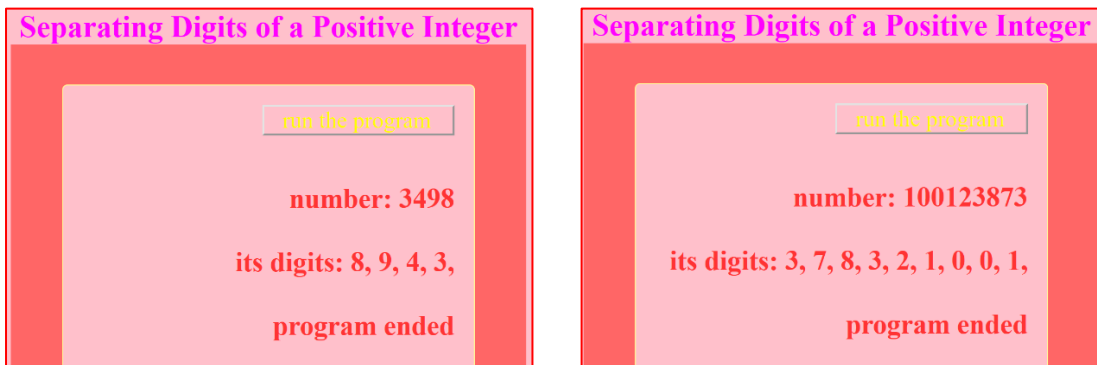 Separating Digits of a Positive Integer
run the program
number: 3498
its digits: 8, 9, 4, 3,
program ended
Separating Digits of a Positive Integer
run the program
number: 100123873
its digits: 3, 7, 8, 3, 2, 1, 0, 0, 1,
program ended